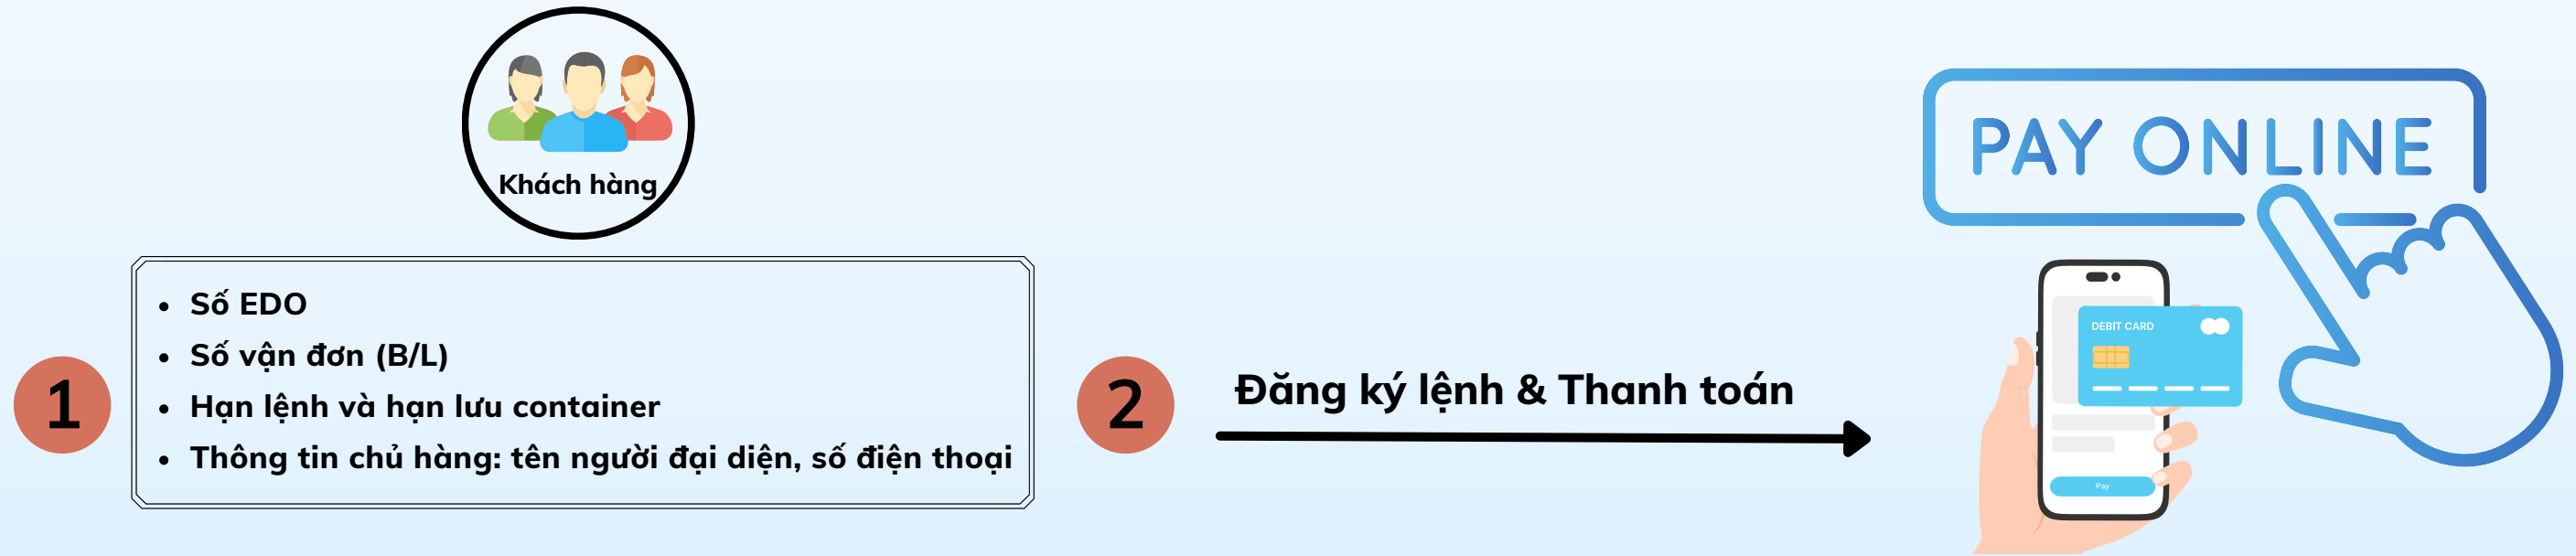 Khách hàng
1
• Số EDO
• Số vận đơn (B/L)
• Hạn lệnh và hạn lưu container
• Thông tin chủ hàng: tên người đại diện, số điện thoại
2
Đăng ký lệnh & Thanh toán
PAY ONLINE
DEBIT CARD
Pay